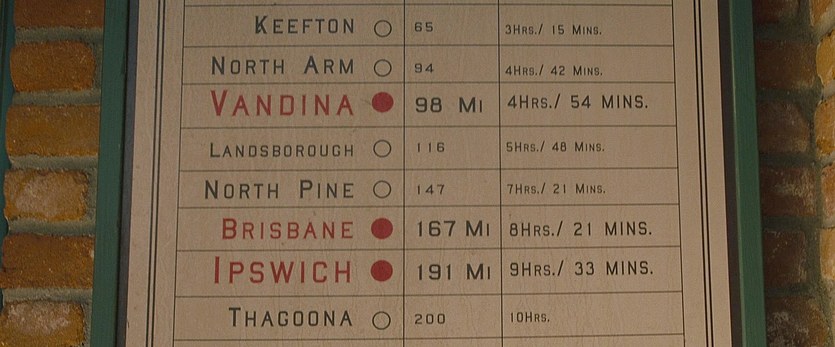 KEEFTON 65 3HRS./ 15 MINS.
NORTH ARM 94 4HRS./ 42 MINS.
VANDINA 98 MI 4HRS./ 54 MINS.
LANDSBOROUGH 116 5HRS./ 48 MINS.
NORTH PINE 147 7HRS./ 21 MINS.
BRISBANE 167 MI 8HRS./ 21 MINS.
IPSWICH 191 MI 9HRS./ 33 MINS.
THAGOONA 200 10HRS.